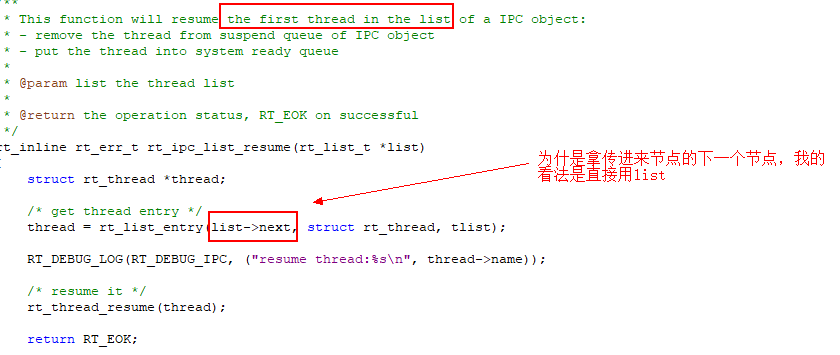 /**
* This function will resume the first thread in the list of a IPC object:
* - remove the thread from suspend queue of IPC object
* - put the thread into system ready queue
*
* @param list the thread list
*
* @return the operation status, RT_EOK on successful
*/
rt_inline rt_err_t rt_ipc_list_resume(rt_list_t *list)
{
struct rt_thread *thread;
/* get thread entry */
thread = rt_list_entry(list->next, struct rt_thread, tlist);
RT_DEBUG_LOG(RT_DEBUG_IPC, ("resume thread:%s\n", thread->name));
/* resume it */
rt_thread_resume(thread);
return RT_EOK;
为什是拿传进来节点的下一个节点，我的
看法是直接用list